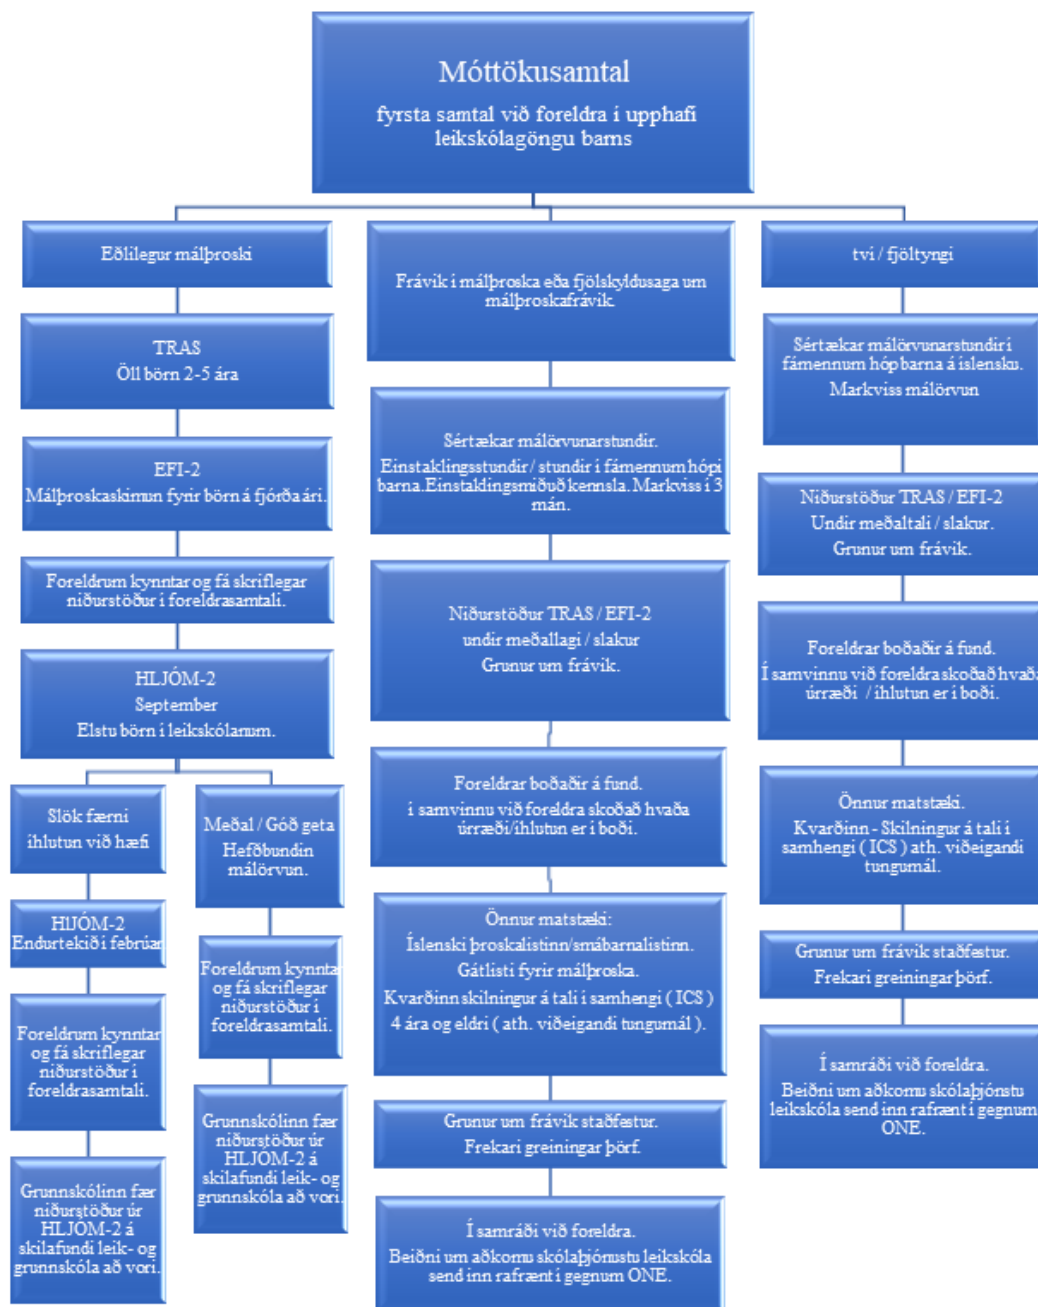 Móttökusamtal
fyrsta samtal við foreldra í upphafi
leikskólagöngu barns
Eðlilegur málþroski
TRAS
Öll börn 2-5 ára
EFI-2
Málþroskaskimun fyrir börn á fjórða ári.
Foreldrum kynntar og fá skriflegar
niðurstöður í foreldrasamtali.
HLJÓM-2
September
Elstu börn í leikskólanum.
Slök færni
íhlutun við hæfi
HlJÓM-2
Endurtekið í febrúar
Foreldrum kynntar
og fá skriflegar
niðurstöður í
foreldrasamtali.
Grunnskólinn fær
niðurstöður úr
HLJÓM-2 á
skilafundi leik- og
grunnskóla að vori.
Meðal / Góð geta
Hefðbundin
málörvun.
Foreldrum kynntar
og fá skriflegar
niðurstöður í
foreldrasamtali.
Grunnskólinn fær
niðurstöður úr
HLJÓM-2 á
skilafundi leik- og
grunnskóla að vori.
Frávik í málþroska eða fjölskyldusaga um
málþroskafrávik.
Sértækar málörvunarstundir.
Einstaklingsstundir / stundir í fámennum hópi
barna. Einstaklingsmiðuð kennsla. Markviss í 3
mán.
Niðurstöður TRAS / EFI-2
undir meðallagi / slakur
Grunur um frávik.
Foreldrar boðaðir á fund.
í samvinnu við foreldra skoðað hvaða
úrræði/íhlutun er í boði.
Önnur matstæki:
Íslenski þroskalistinn/smábarnalistinn.
Gátlisti fyrir málþroska.
Kvarðinn skilningur á tali í samhengi ( ICS )
4 ára og eldri ( ath. viðeigandi tungumál ).
Grunur um frávik staðfestur.
Frekari greiningar þörf.
Í samráði við foreldra.
Beiðni um aðkomu skólaþjónustu leikskóla
send inn rafrænt í gegnum ONE.
tví / fjöltyngi
Sértækar málörvunarstundir í
fámennum hóp barna á íslensku.
Markviss málörvun
Niðurstöður TRAS / EFI-2
Undir meðaltali / slakur.
Grunur um frávik.
Foreldrar boðaðir á fund.
Í samvinnu við foreldra skoðað hvaða
úrræði / íhlutun er í boði.
Önnur matstæki.
Kvarðinn - Skilningur á tali í
samhengi ( ICS ) ath. viðeigandi
tungumál.
Grunur um frávik staðfestur.
Frekari greiningar þörf.
Í samráði við foreldra.
Beiðni um aðkomu skólaþjónstu
leikskóla send inn rafrænt í gegnum
ONE.